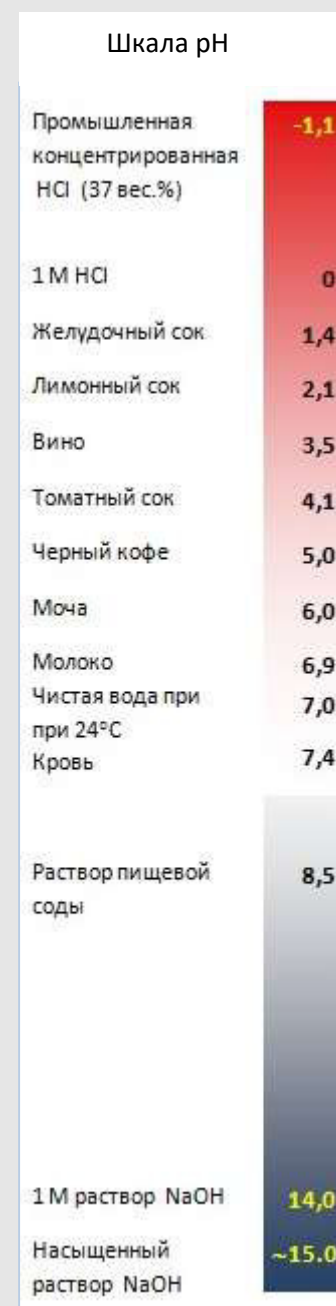 Шкала pH
Промышленная -1,1
концентрированная
HCl (37 вес.%)
1 М HCl 0
Желудочный сок 1,4
Лимонный сок 2,1
Вино 3,5
Томатный сок 4,1
Черный кофе 5,0
Моча 6,0
Молоко 6,9
Чистая вода при 7,0
при 24°С
Кровь 7,4
Раствор пищевой 8,5
соды
1 М раствор NaOH 14,0
Насыщенный ~15.0
раствор NaOH